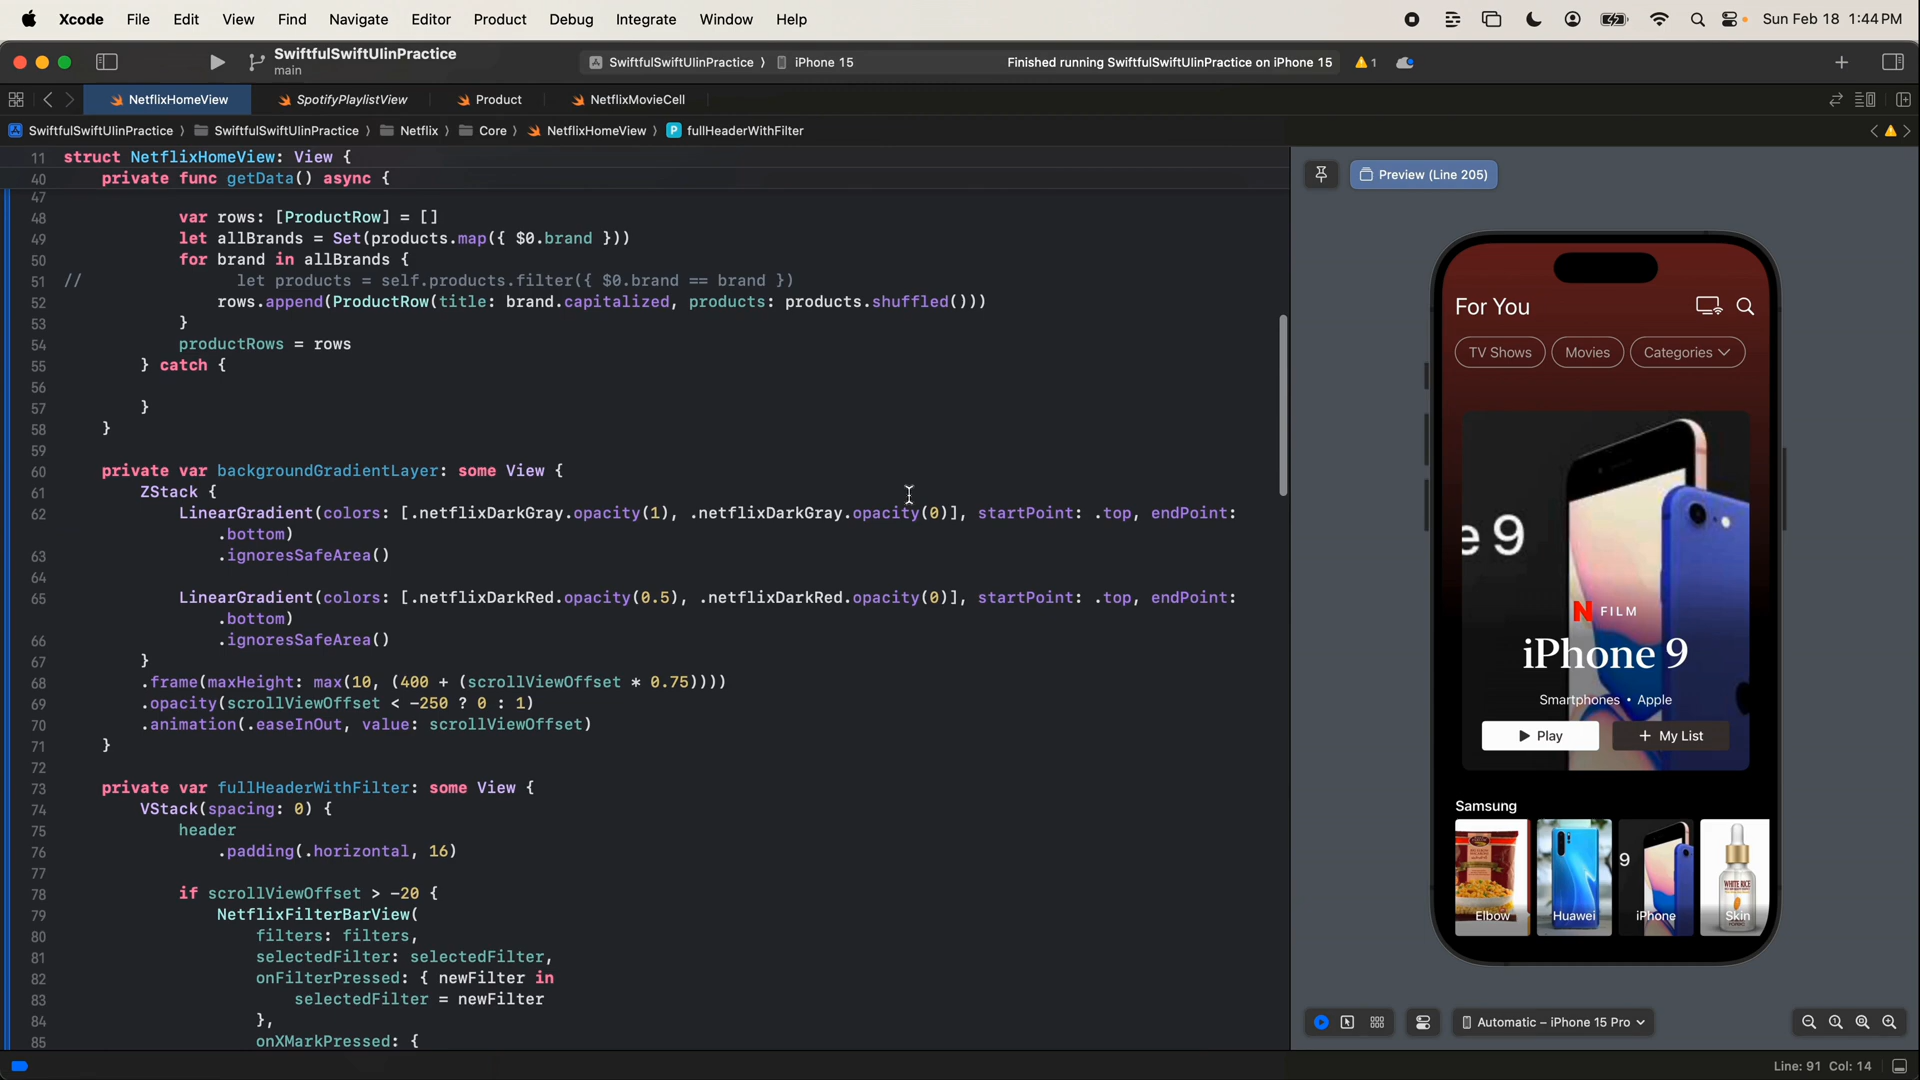 Xcode File Edit View Find Navigate Editor Product Debug Integrate Window Help Sun Feb 18 1:44 PM
SwiftfulSwiftUIinPractice
main
SwiftfulSwiftUIinPractice ⟩ iPhone 15
Finished running SwiftfulSwiftUIinPractice on iPhone 15
1
NetflixHomeView SpotifyPlaylistView Product NetflixMovieCell
SwiftfulSwiftUIinPractice ⟩ SwiftfulSwiftUIinPractice ⟩ Netflix ⟩ Core ⟩ NetflixHomeView ⟩ P fullHeaderWithFilter
11 struct NetflixHomeView: View {
40 private func getData() async {
47
48 var rows: [ProductRow] = []
49 let allBrands = Set(products.map({ $0.brand }))
50 for brand in allBrands {
51 // let products = self.products.filter({ $0.brand == brand })
52 rows.append(ProductRow(title: brand.capitalized, products: products.shuffled()))
53 }
54 productRows = rows
55 } catch {
56
57 }
58 }
59
60 private var backgroundGradientLayer: some View {
61 ZStack {
62 LinearGradient(colors: [.netflixDarkGray.opacity(1), .netflixDarkGray.opacity(0)], startPoint: .top, endPoint:
.bottom)
63 .ignoresSafeArea()
64
65 LinearGradient(colors: [.netflixDarkRed.opacity(0.5), .netflixDarkRed.opacity(0)], startPoint: .top, endPoint:
.bottom)
66 .ignoresSafeArea()
67 }
68 .frame(maxHeight: max(10, (400 + (scrollViewOffset * 0.75))))
69 .opacity(scrollViewOffset < -250 ? 0 : 1)
70 .animation(.easeInOut, value: scrollViewOffset)
71 }
72
73 private var fullHeaderWithFilter: some View {
74 VStack(spacing: 0) {
75 header
76 .padding(.horizontal, 16)
77
78 if scrollViewOffset > -20 {
79 NetflixFilterBarView(
80 filters: filters,
81 selectedFilter: selectedFilter,
82 onFilterPressed: { newFilter in
83 selectedFilter = newFilter
84 },
85 onXMarkPressed: {
Preview (Line 205)
For You
TV Shows Movies Categories
e 9
N FILM
iPhone 9
Smartphones • Apple
Play + My List
Samsung
9
WHITE RICE
Elbow Huawei iPhone Skin
Automatic – iPhone 15 Pro
Line: 91 Col: 14